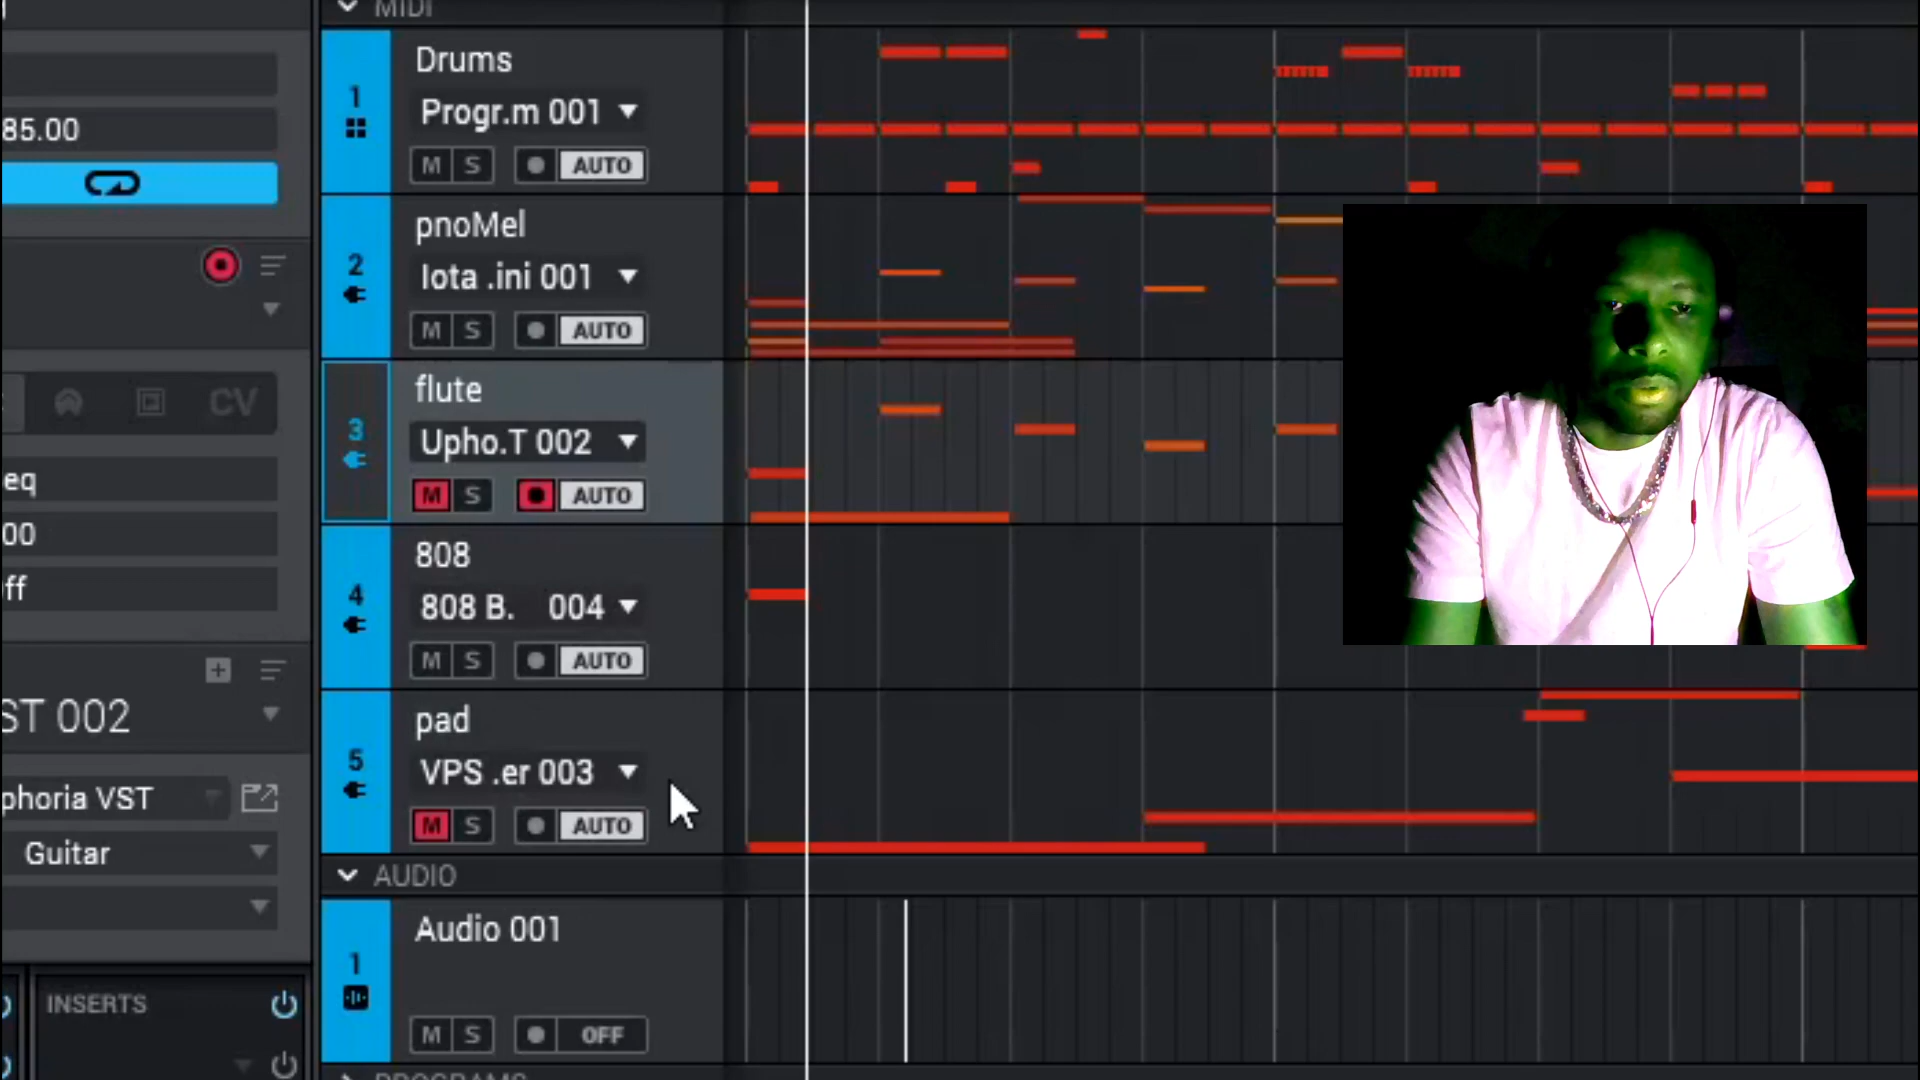 MIDI
1
Drums
Progr.m 001
M S AUTO
85.00
2
pnoMel
Iota .ini 001
M S AUTO
CV
3
flute
Upho.T 002
M S AUTO
eq
00
ff
4
808
808 B. 004
M S AUTO
ST 002
5
pad
VPS .er 003
M S AUTO
phoria VST
Guitar
AUDIO
1
Audio 001
M S OFF
INSERTS
PROGRAMS